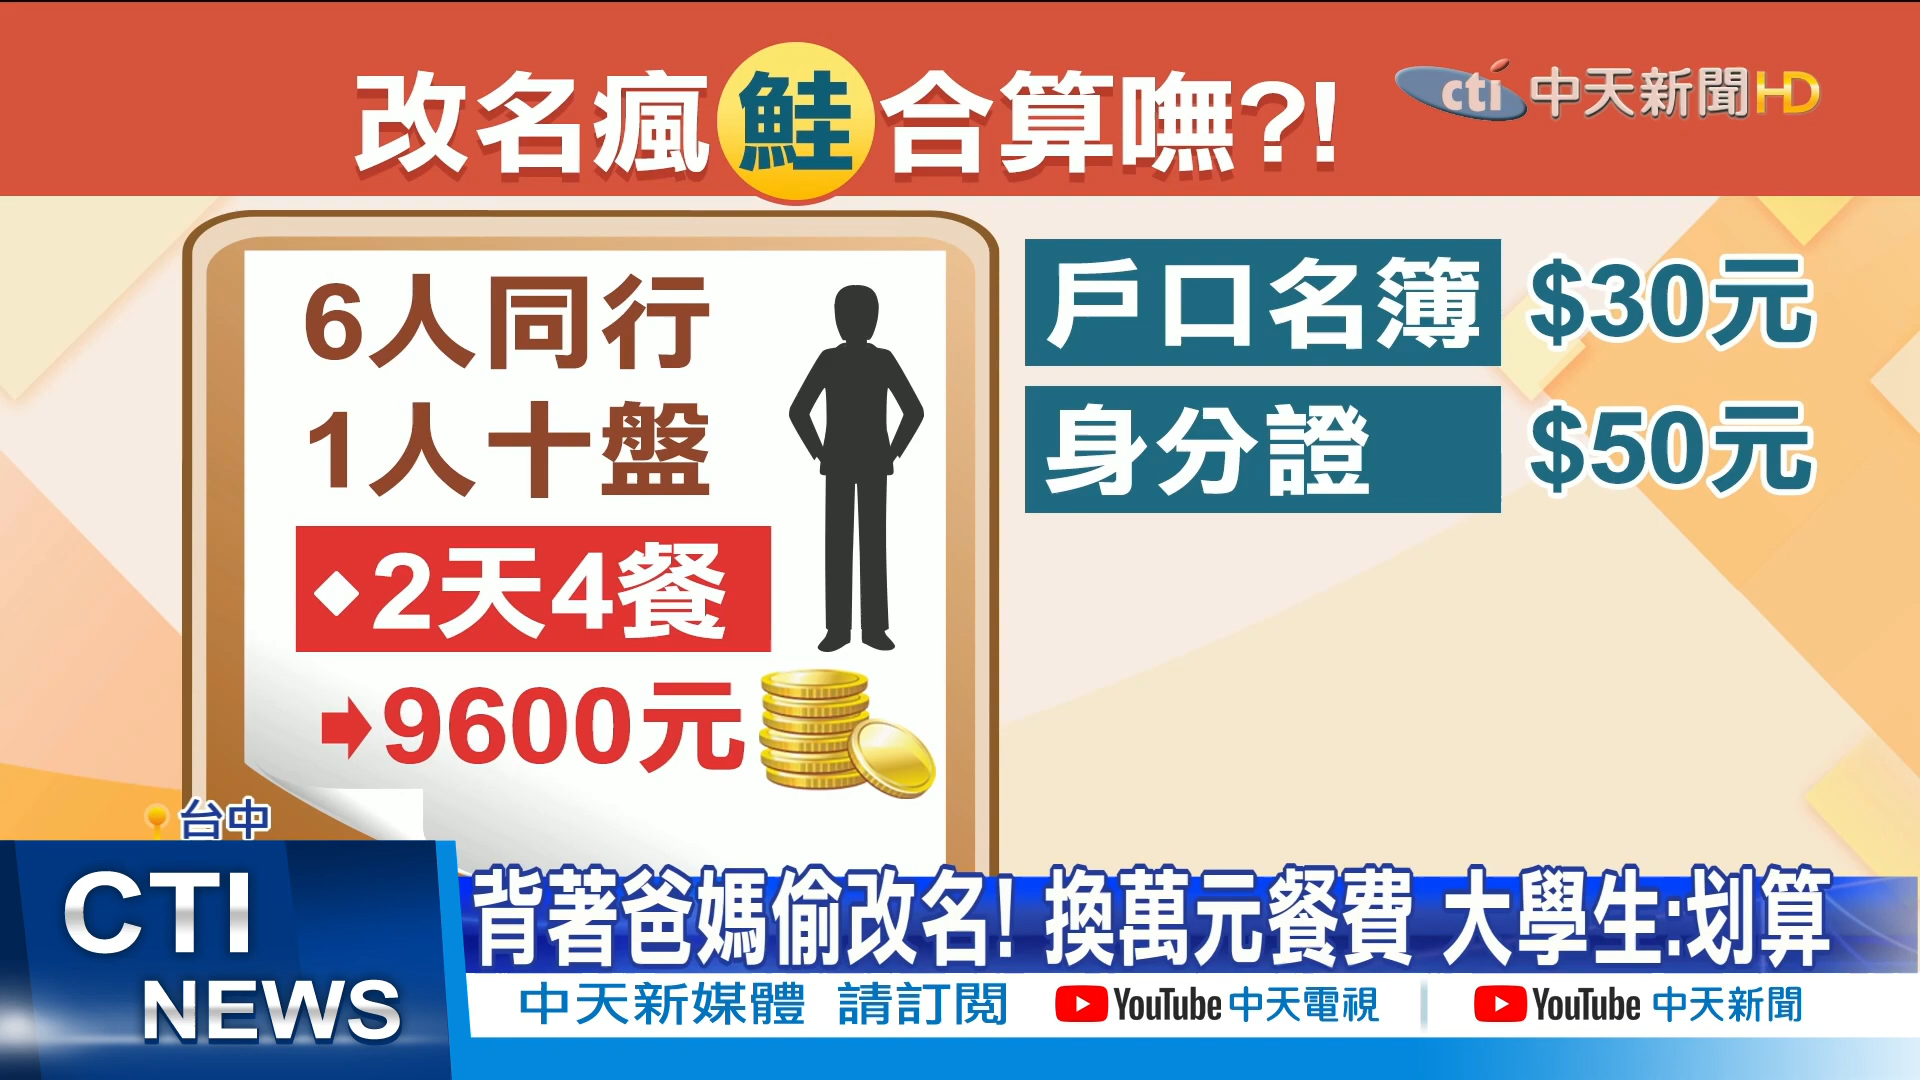 改名瘋鮭合算嘸?!
cti中天新聞HD
6人同行
1人十盤
◆2天4餐
➡9600元
戶口名簿 $30元
身分證 $50元
台中
CTI NEWS
背著爸媽偷改名! 換萬元餐費 大學生:划算
中天新媒體 請訂閱 YouTube 中天電視 | YouTube 中天新聞